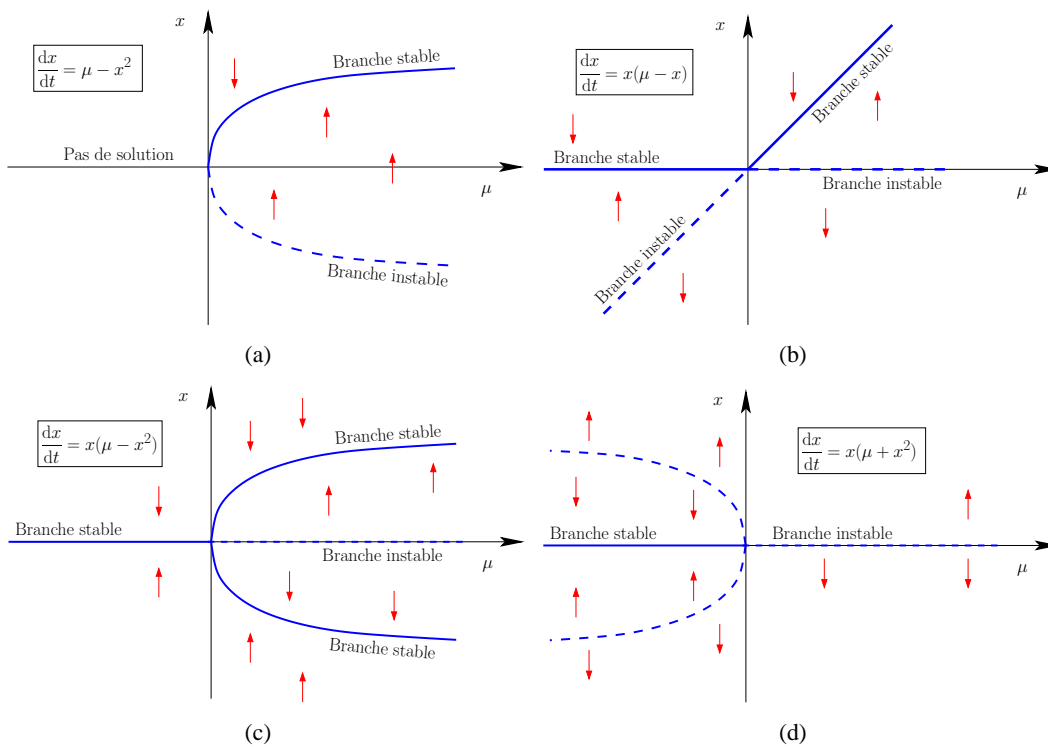 x
dx/dt = μ − x²
Branche stable
Pas de solution
μ
Branche instable
(a)
x
dx/dt = x(μ − x)
Branche stable
Branche stable
Branche instable
μ
Branche instable
(b)
x
dx/dt = x(μ − x²)
Branche stable
Branche stable
Branche instable
μ
Branche stable
(c)
x
dx/dt = x(μ + x²)
Branche stable
Branche instable
μ
(d)